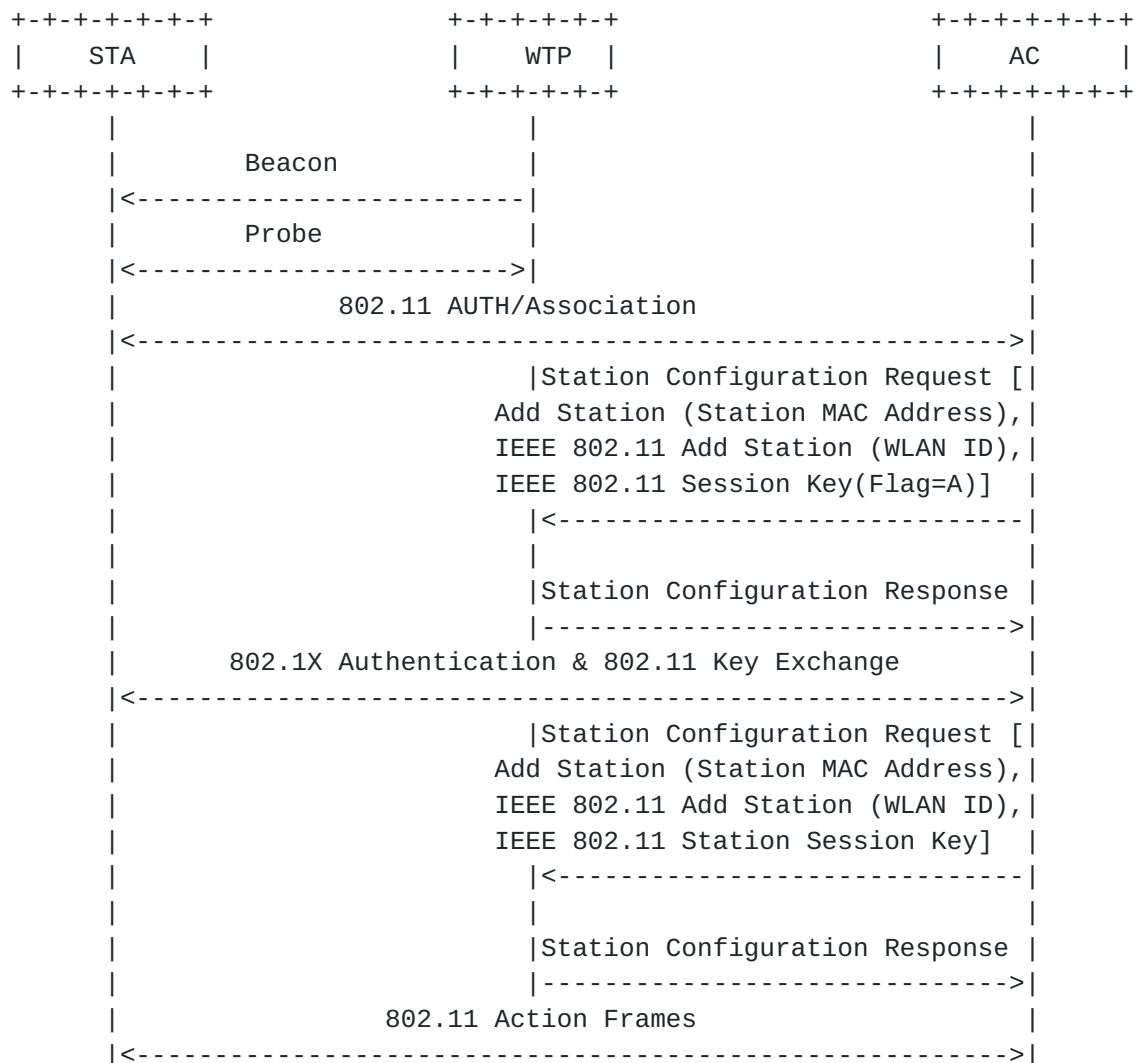 +-+-+-+-+-+-+ +-+-+-+-+-+ +-+-+-+-+-+-+
| STA | | WTP | | AC |
+-+-+-+-+-+-+ +-+-+-+-+-+ +-+-+-+-+-+-+
| | |
| Beacon | |
|<-------------------------| |
| Probe | |
|<------------------------>| |
| 802.11 AUTH/Association |
|<-------------------------------------------------------->|
| |Station Configuration Request [|
| Add Station (Station MAC Address),|
| IEEE 802.11 Add Station (WLAN ID),|
| IEEE 802.11 Session Key(Flag=A)] |
| |<------------------------------|
| | |
| |Station Configuration Response |
| |------------------------------>|
| 802.1X Authentication & 802.11 Key Exchange |
|<-------------------------------------------------------->|
| |Station Configuration Request [|
| Add Station (Station MAC Address),|
| IEEE 802.11 Add Station (WLAN ID),|
| IEEE 802.11 Station Session Key] |
| |<------------------------------|
| | |
| |Station Configuration Response |
| |------------------------------>|
| 802.11 Action Frames |
|<-------------------------------------------------------->|